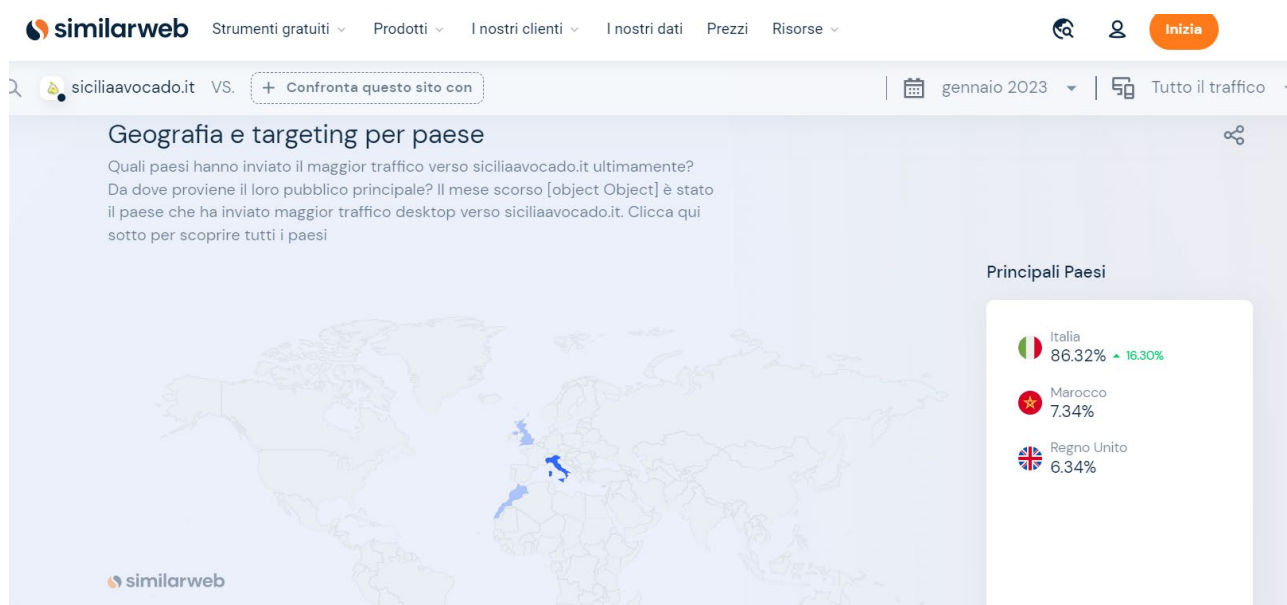 similarweb Strumenti gratuiti Prodotti I nostri clienti I nostri dati Prezzi Risorse Inizia
siciliaavocado.it VS. + Confronta questo sito con gennaio 2023 Tutto il traffico
Geografia e targeting per paese
Quali paesi hanno inviato il maggior traffico verso siciliaavocado.it ultimamente?
Da dove proviene il loro pubblico principale? Il mese scorso [object Object] è stato
il paese che ha inviato maggior traffico desktop verso siciliaavocado.it. Clicca qui
sotto per scoprire tutti i paesi
Principali Paesi
Italia
86.32% 16.30%
Marocco
7.34%
Regno Unito
6.34%
similarweb